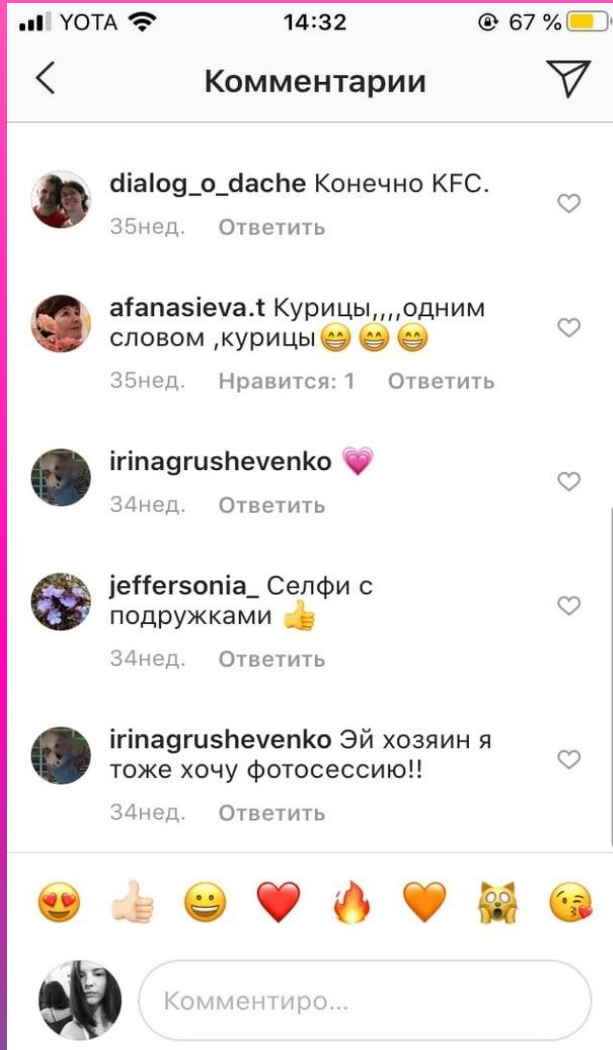 YOTA 14:32 67 %
Комментарии
dialog_o_dache Конечно KFC.
35нед. Ответить
afanasieva.t Курицы,,,,одним
словом ,курицы😁😁😁
35нед. Нравится: 1 Ответить
irinagrushevenko 💗
34нед. Ответить
jeffersonia_ Селфи с
подружками 👍
34нед. Ответить
irinagrushevenko Эй хозяин я
тоже хочу фотосессию!!
34нед. Ответить
Комментиро...